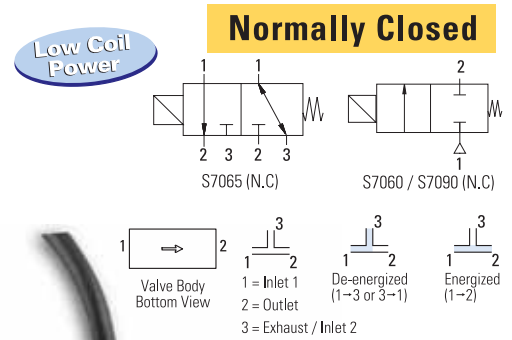 Normally Closed
Low Coil
Power
1 1
2 3 2 3
S7065 (N.C)
2
1
S7060 / S7090 (N.C)
1 2
Valve Body
Bottom View
3
1 2
1 = Inlet 1
2 = Outlet
3 = Exhaust / Inlet 2
3
1 2
De-energized
(1→3 or 3→1)
3
1 2
Energized
(1→2)